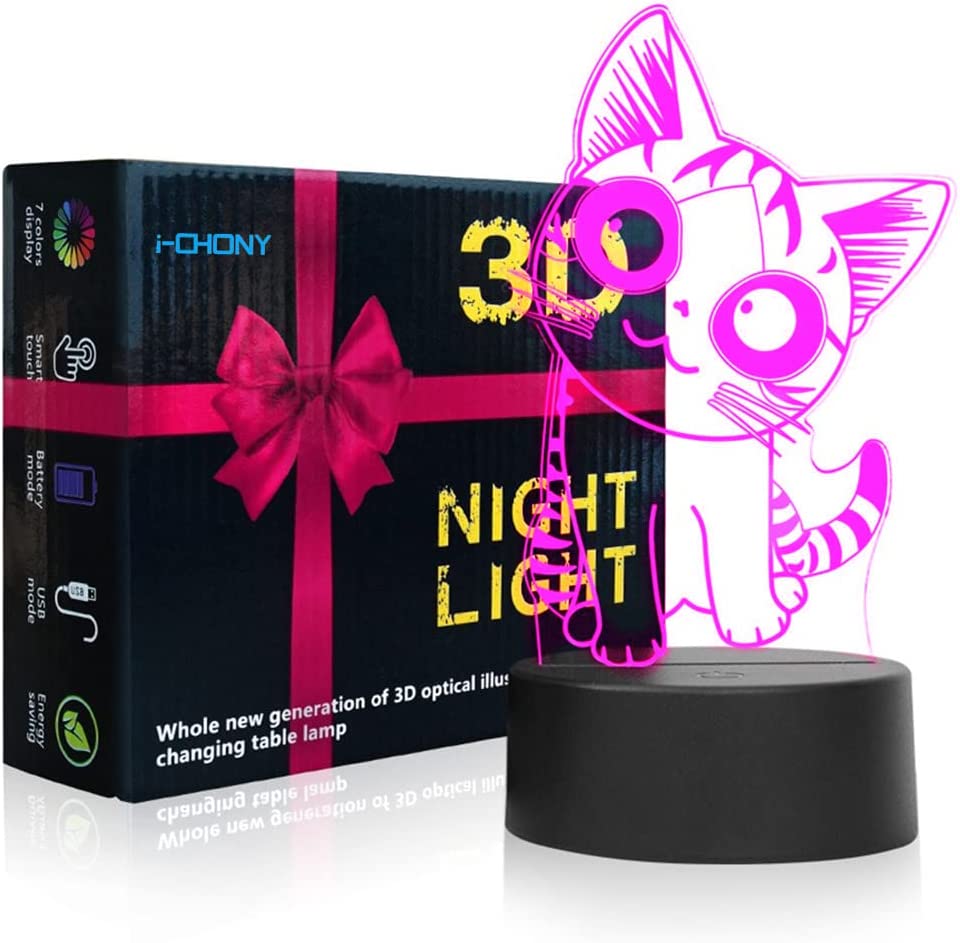 7 colors
display
Smart
touch
Battery
mode
USB
USB
mode
Energy
saving
i-CHONY
3D
NIGHT
LIGHT
Whole new generation of 3D optical illus
changing table lamp